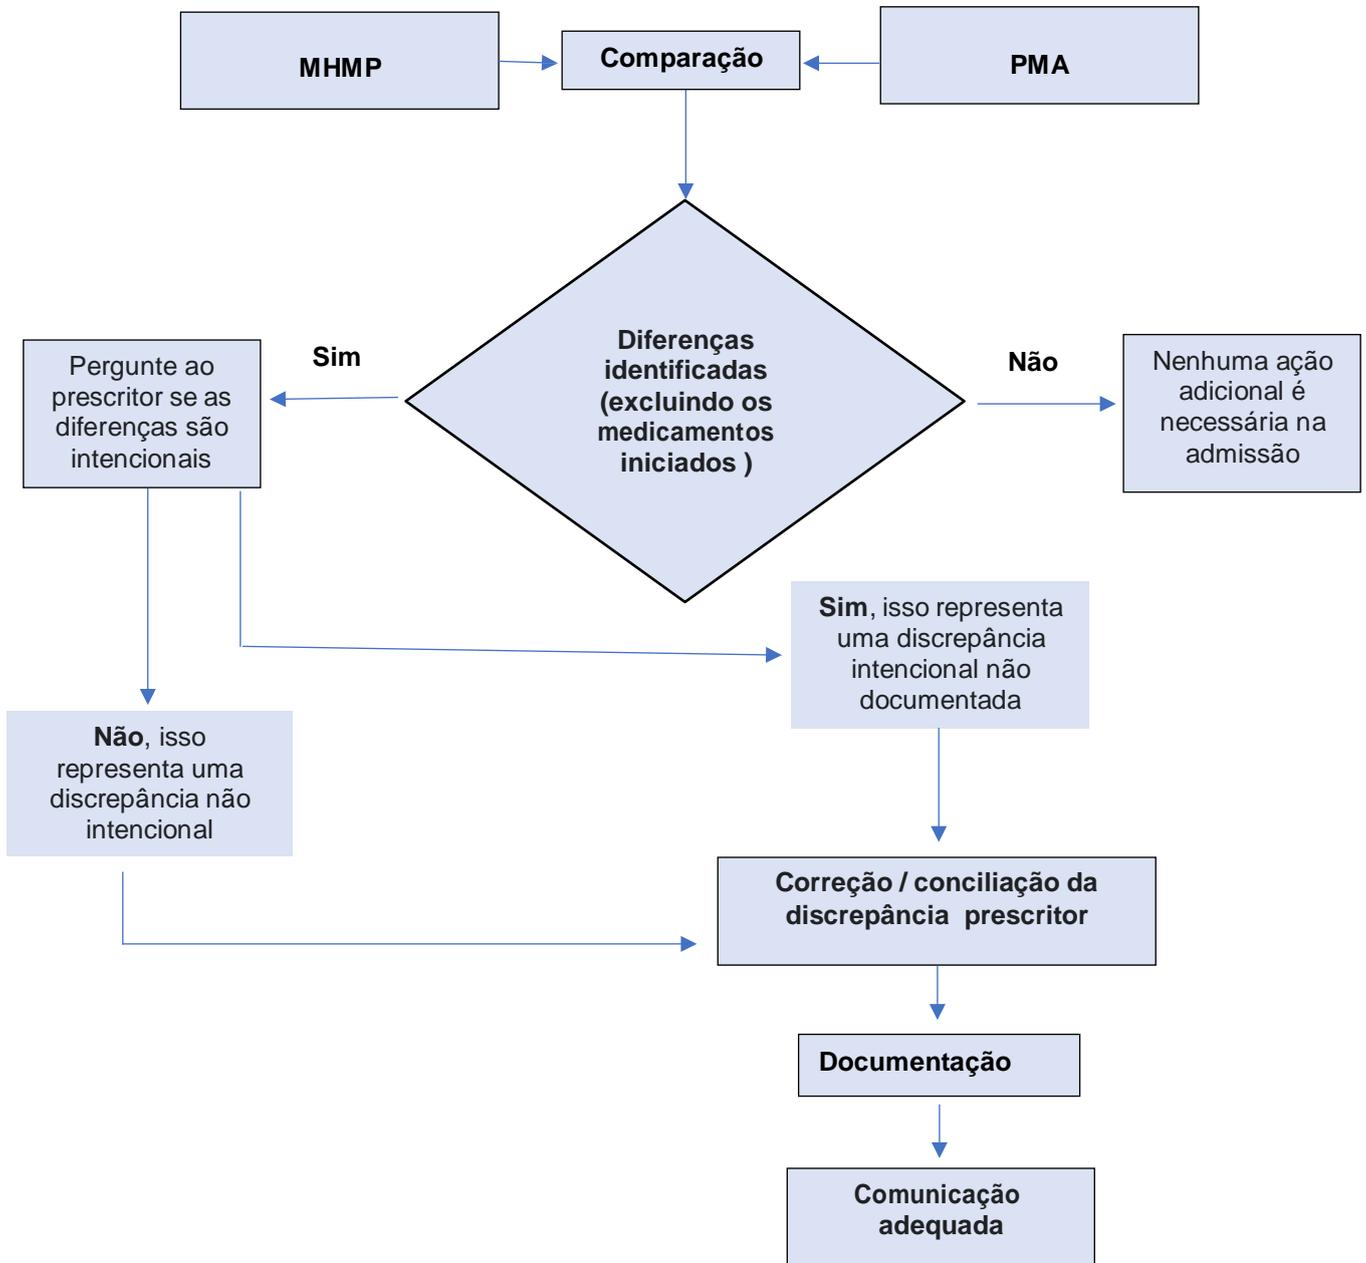 MHMP
Comparação
PMA
Diferenças
identificadas
(excluindo os
medicamentos
iniciados )
Sim
Não
Pergunte ao
prescritor se as
diferenças são
intencionais
Nenhuma ação
adicional é
necessária na
admissão
Sim, isso representa
uma discrepância
intencional não
documentada
Não, isso
representa uma
discrepância não
intencional
Correção / conciliação da
discrepância  prescritor
Documentação
Comunicação
adequada